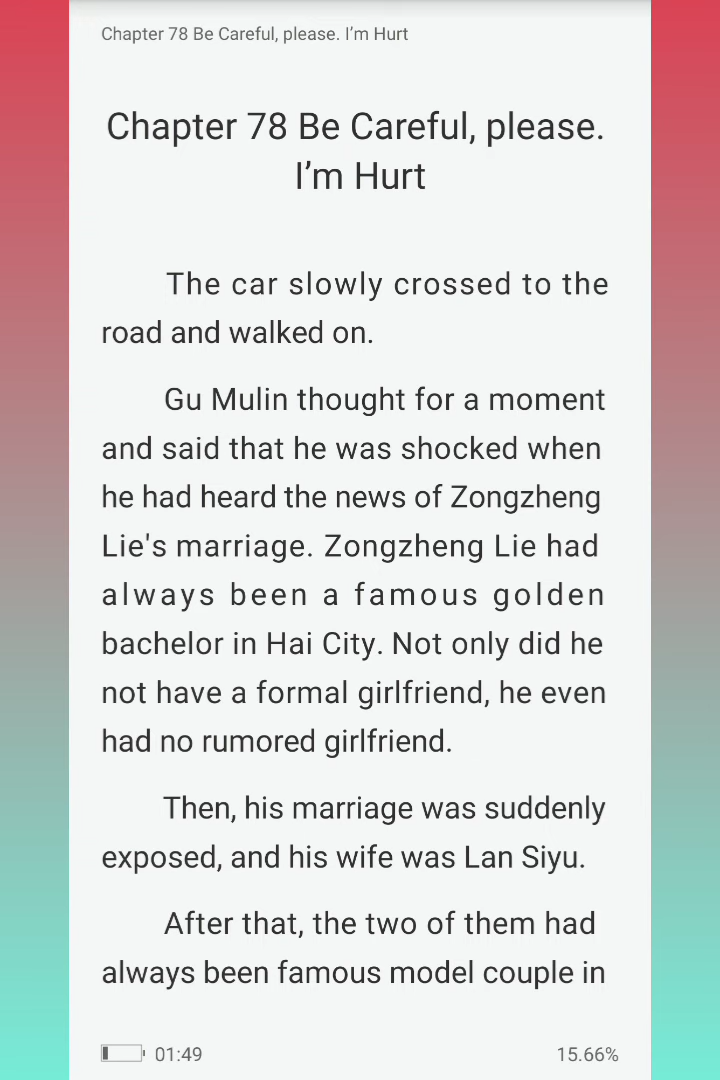 Chapter 78 Be Careful, please. I’m Hurt
Chapter 78 Be Careful, please.
I’m Hurt
The car slowly crossed to the
road and walked on.
Gu Mulin thought for a moment
and said that he was shocked when
he had heard the news of Zongzheng
Lie's marriage. Zongzheng Lie had
always been a famous golden
bachelor in Hai City. Not only did he
not have a formal girlfriend, he even
had no rumored girlfriend.
Then, his marriage was suddenly
exposed, and his wife was Lan Siyu.
After that, the two of them had
always been famous model couple in
01:49
15.66%